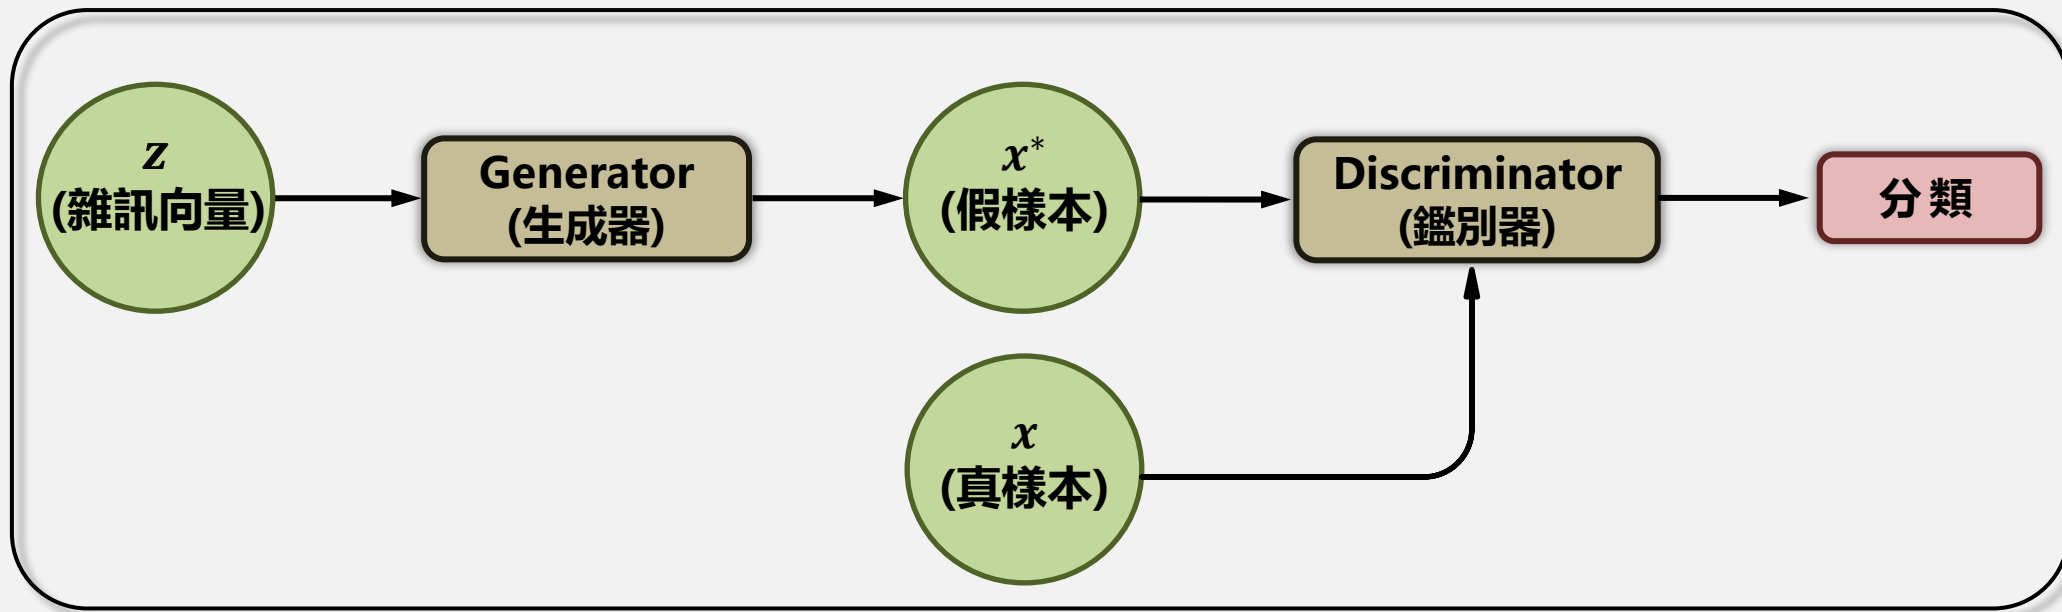 z
(雜訊向量)
Generator
(生成器)
x*
(假樣本)
Discriminator
(鑑別器)
分類
x
(真樣本)